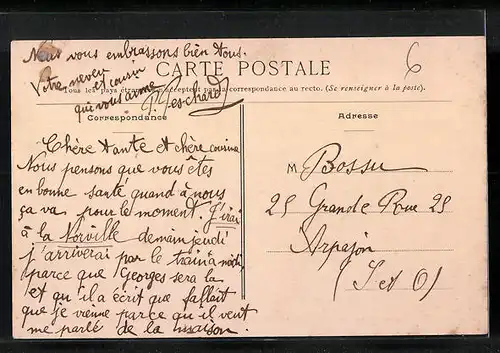 Nous vous embrassons bien tous.
Votre neveu
et cousin
qui vous aime
CARTE POSTALE
Tous les pays étrangers n'acceptent pas la correspondance au recto. (Se renseigner à la poste).
6
Correspondance
Adresse
Chère tante et chère cousine
Nous pensons que vous êtes
en bonne santé quand à nous
ça va pour le moment. J'irai
à la Norville demain jeudi
j'arriverai par le train à midi
parce que Georges sera la
et qu'il a écrit que fallait
que je vienne parce qu'il veut
me parlé de la maison.
M. Bossu
25 Grande Rue 25
Arpajon
(S et O)